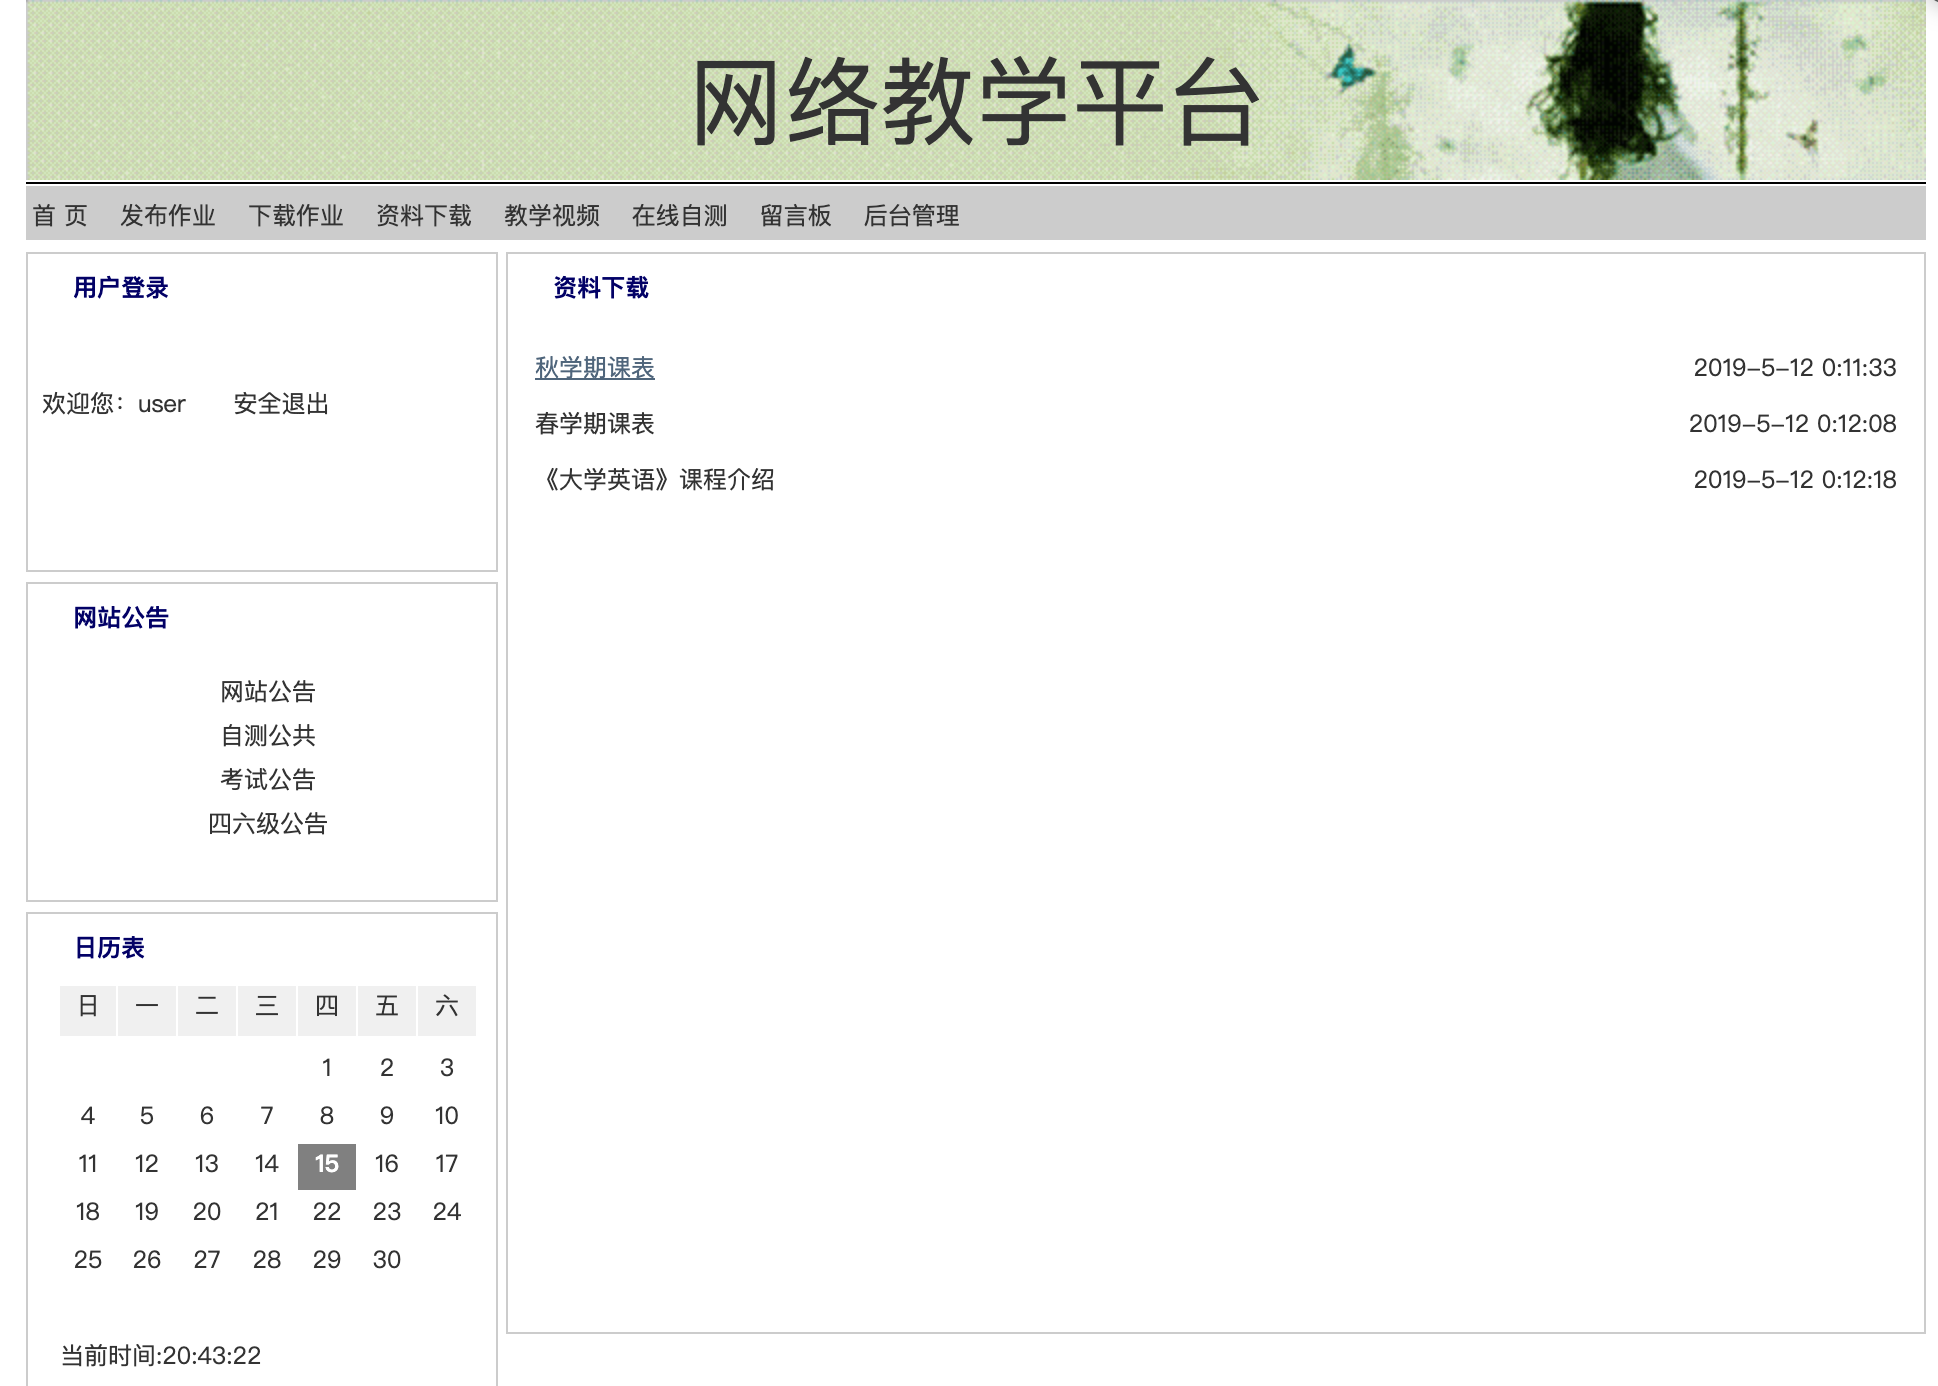 网络教学平台
首 页 发布作业 下载作业 资料下载 教学视频 在线自测 留言板 后台管理
用户登录
欢迎您：user 安全退出
网站公告
网站公告
自测公共
考试公告
四六级公告
日历表
日 一 二 三 四 五 六
1 2 3
4 5 6 7 8 9 10
11 12 13 14 15 16 17
18 19 20 21 22 23 24
25 26 27 28 29 30
当前时间:20:43:22
资料下载
秋学期课表 2019-5-12 0:11:33
春学期课表 2019-5-12 0:12:08
《大学英语》课程介绍 2019-5-12 0:12:18